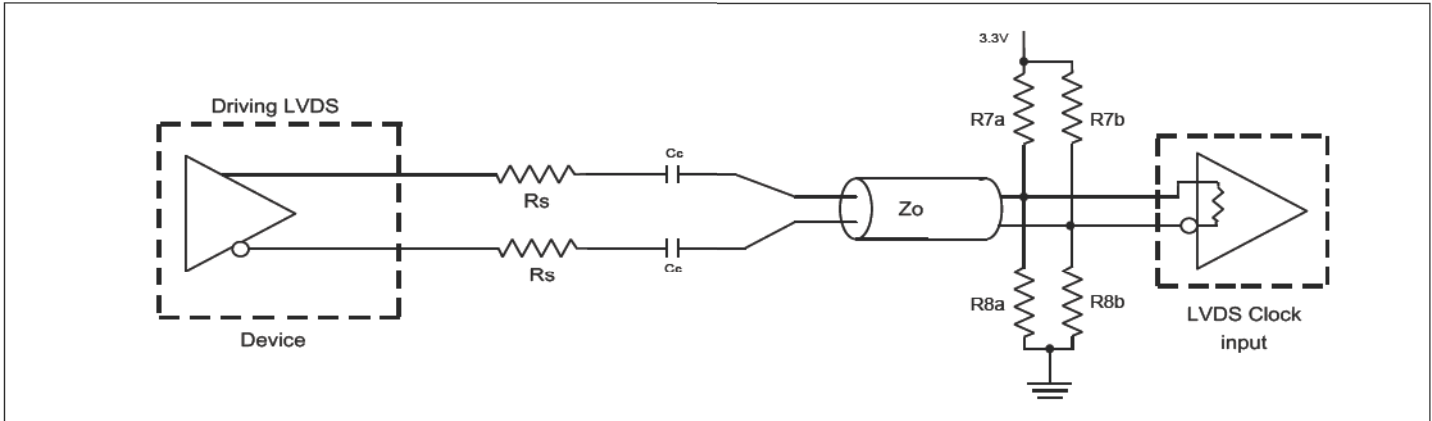 3.3V
Driving LVDS
R7a
R7b
Cc
Rs
Zo
Rs
Cc
R8a
R8b
LVDS Clock
input
Device